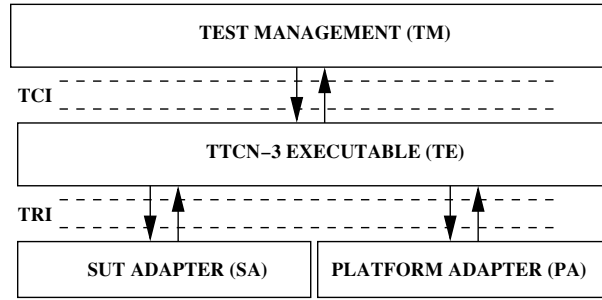 TEST MANAGEMENT (TM)
TCI
TTCN−3 EXECUTABLE (TE)
TRI
SUT ADAPTER (SA)
PLATFORM ADAPTER (PA)